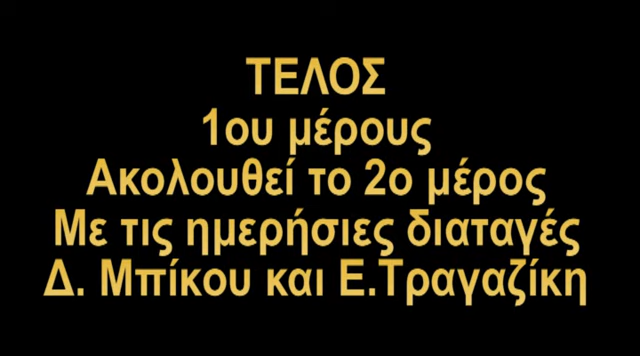 ΤΕΛΟΣ
1ου μέρους
Ακολουθεί το 2ο μέρος
Με τις ημερήσιες διαταγές
Δ. Μπίκου και Ε.Τραγαζίκη